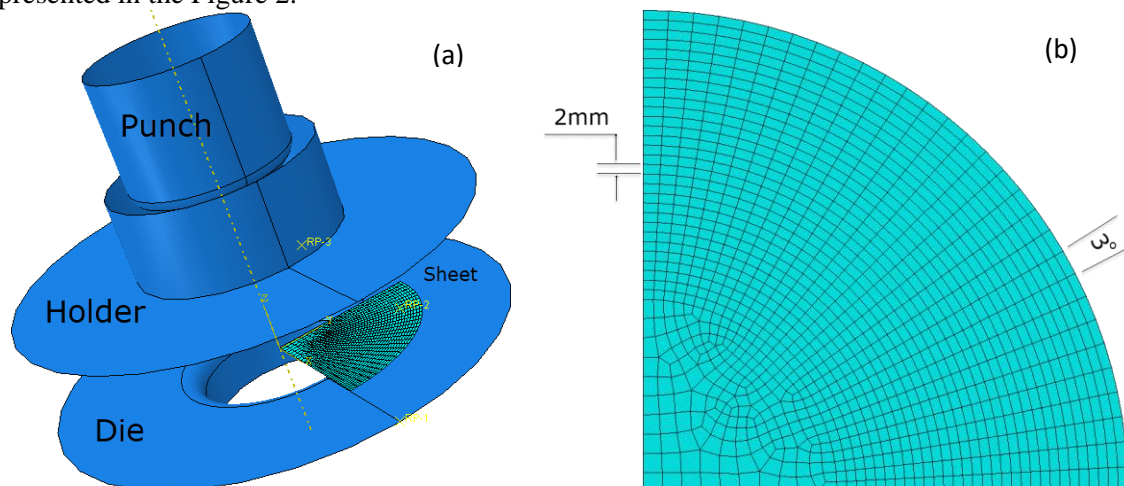 presented in the Figure 2.
(a)
Punch
RP-3
Sheet
Z
RP-2
Holder
Die
RP-1
(b)
2mm
3°